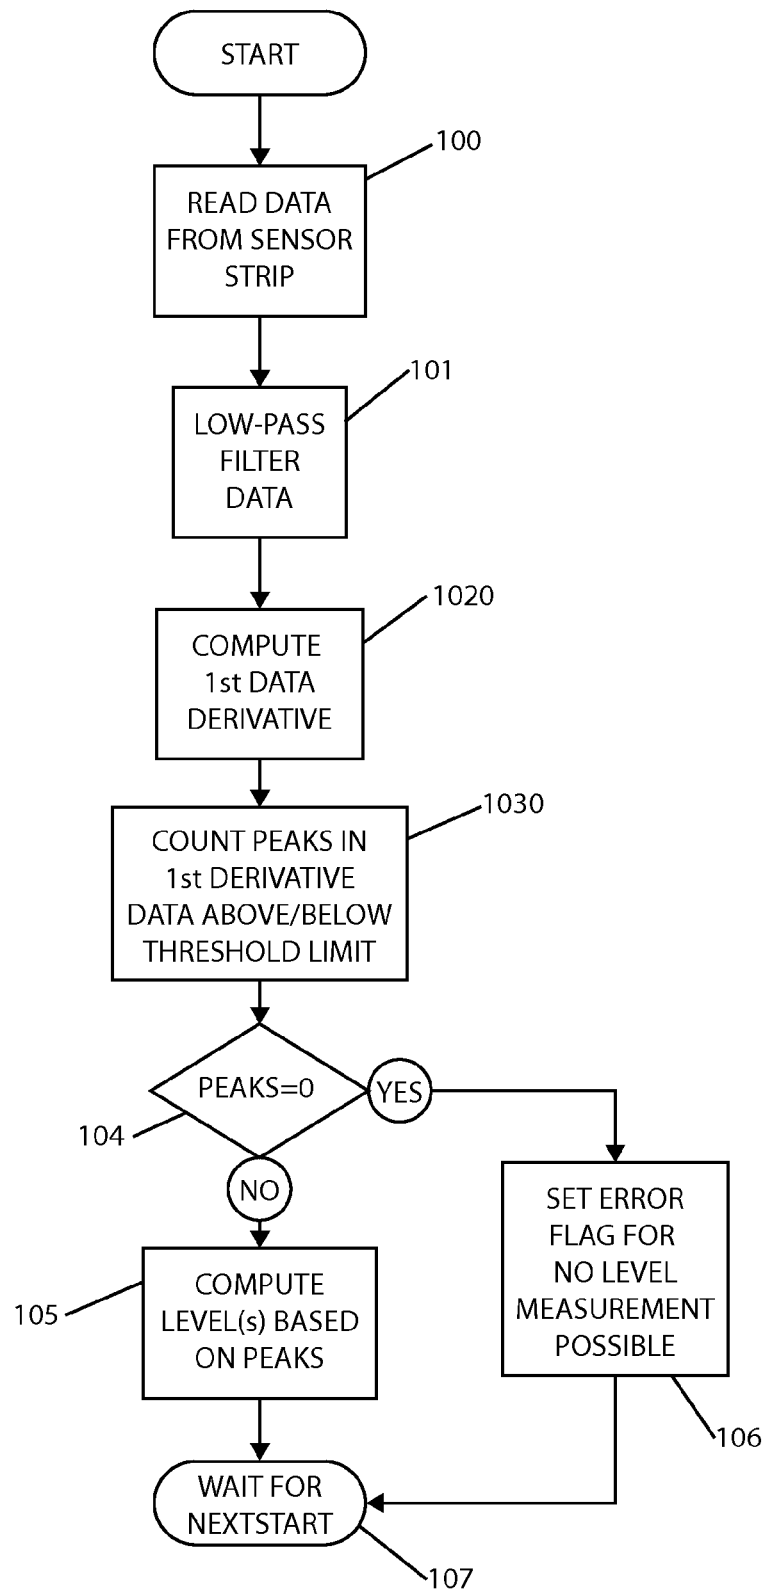 START
100
READ DATA
FROM SENSOR
STRIP
101
LOW-PASS
FILTER
DATA
1020
COMPUTE
1st DATA
DERIVATIVE
1030
COUNT PEAKS IN
1st DERIVATIVE
DATA ABOVE/BELOW
THRESHOLD LIMIT
PEAKS=0
YES
104
NO
SET ERROR
FLAG FOR
NO LEVEL
MEASUREMENT
POSSIBLE
105
COMPUTE
LEVEL(s) BASED
ON PEAKS
106
WAIT FOR
NEXTSTART
107